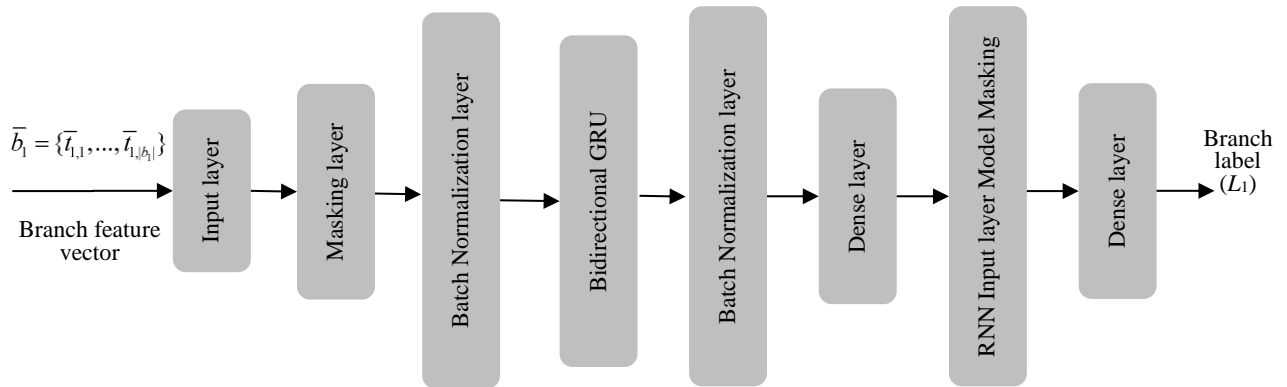 b̅₁ = {t̅₁,₁,...,t̅₁,|b₁|}
Branch feature
vector
Input layer
Masking layer
Batch Normalization layer
Bidirectional GRU
Batch Normalization layer
Dense layer
RNN Input layer Model Masking
Dense layer
Branch
label
(L₁)